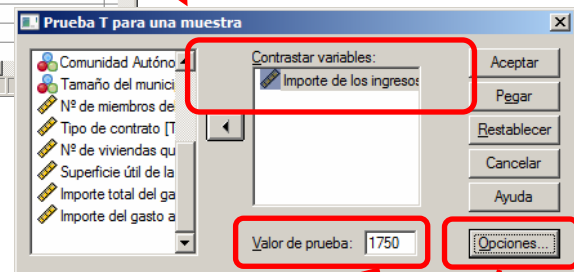 Prueba T para una muestra
Comunidad Autóno
Tamaño del munici
Nº de miembros de
Tipo de contrato [T
Nº de viviendas qu
Superficie útil de la
Importe total del ga
Importe del gasto a
Contrastar variables:
Importe de los ingresos
Valor de prueba: 1750
Aceptar
Pegar
Restablecer
Cancelar
Ayuda
Opciones...